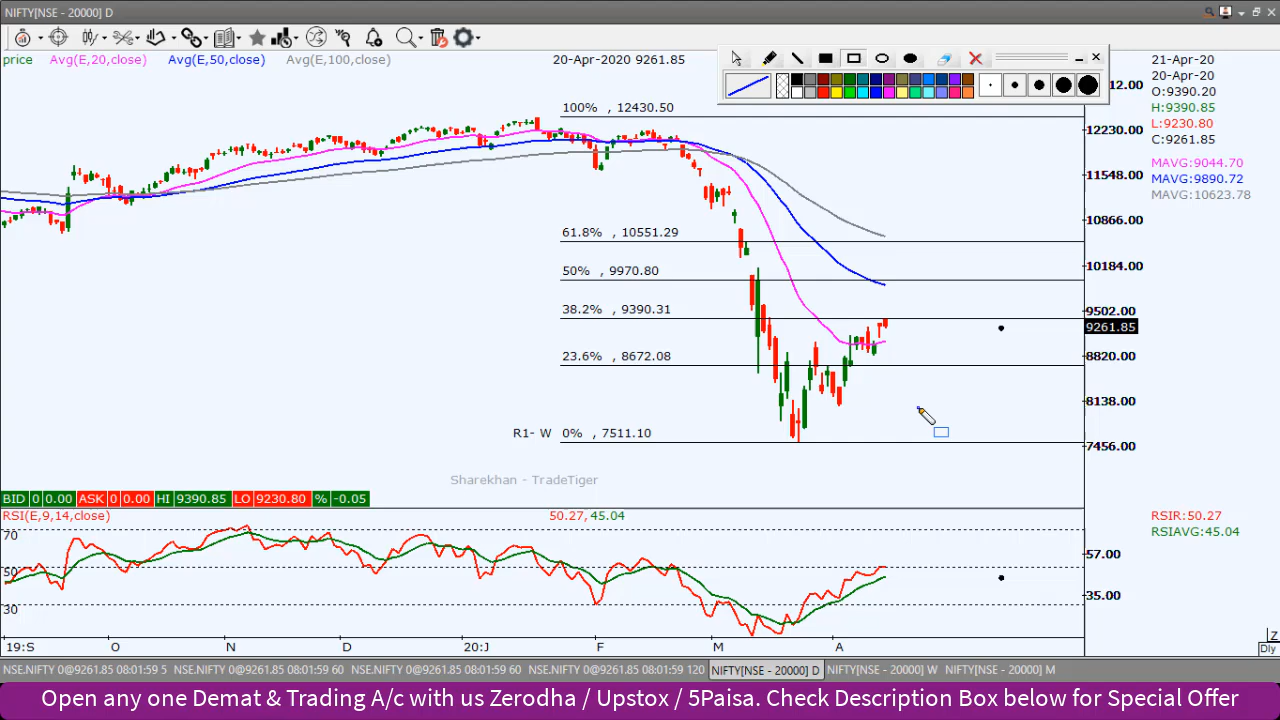 NIFTY[NSE - 20000] D
price Avg(E,20,close) Avg(E,50,close) Avg(E,100,close) 20-Apr-2020 9261.85
21-Apr-20
20-Apr-20
O:9390.20
H:9390.85
L:9230.80
C:9261.85
MAVG:9044.70
MAVG:9890.72
MAVG:10623.78
12.00
12230.00
11548.00
10866.00
10184.00
9502.00
9261.85
8820.00
8138.00
7456.00
100% , 12430.50
61.8% , 10551.29
50% , 9970.80
38.2% , 9390.31
23.6% , 8672.08
R1- W 0% , 7511.10
Sharekhan - TradeTiger
BID 0 0.00 ASK 0 0.00 HI 9390.85 LO 9230.80 % -0.05
RSI(E,9,14,close) 50.27, 45.04
RSIR:50.27
RSIAVG:45.04
70
50
30
57.00
35.00
19:S O N D 20:J F M A
Z
Dly
NSE.NIFTY 0@9261.85 08:01:59 5 NSE.NIFTY 0@9261.85 08:01:59 60 NSE.NIFTY 0@9261.85 08:01:59 60 NSE.NIFTY 0@9261.85 08:01:59 120 NIFTY[NSE - 20000] D NIFTY[NSE - 20000] W NIFTY[NSE - 20000] M
Open any one Demat & Trading A/c with us Zerodha / Upstox / 5Paisa. Check Description Box below for Special Offer